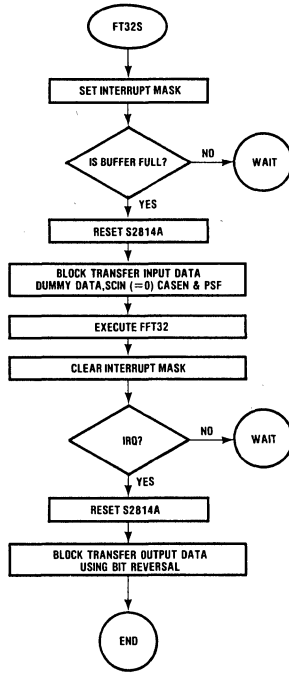 FT32S
SET INTERRUPT MASK
IS BUFFER FULL?
NO
WAIT
YES
RESET S2814A
BLOCK TRANSFER INPUT DATA
DUMMY DATA,SCIN (=0) CASEN & PSF
EXECUTE FFT32
CLEAR INTERRUPT MASK
IRQ?
NO
WAIT
YES
RESET S2814A
BLOCK TRANSFER OUTPUT DATA
USING BIT REVERSAL
END